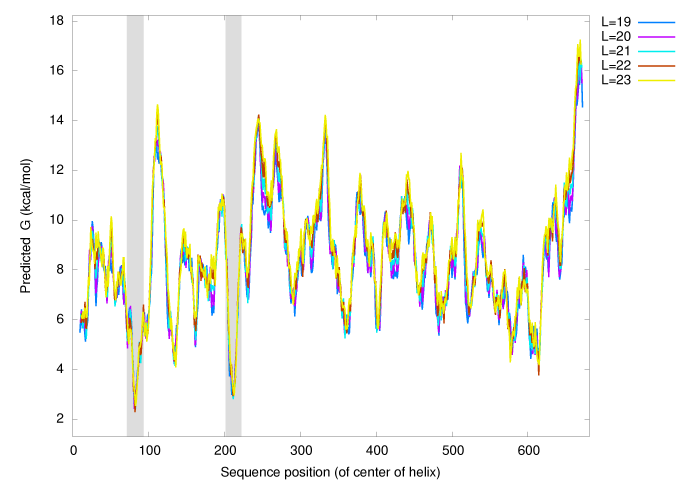 18
16
14
12
10
8
6
4
2
Predicted G (kcal/mol)
0 100 200 300 400 500 600
Sequence position (of center of helix)
L=19
L=20
L=21
L=22
L=23